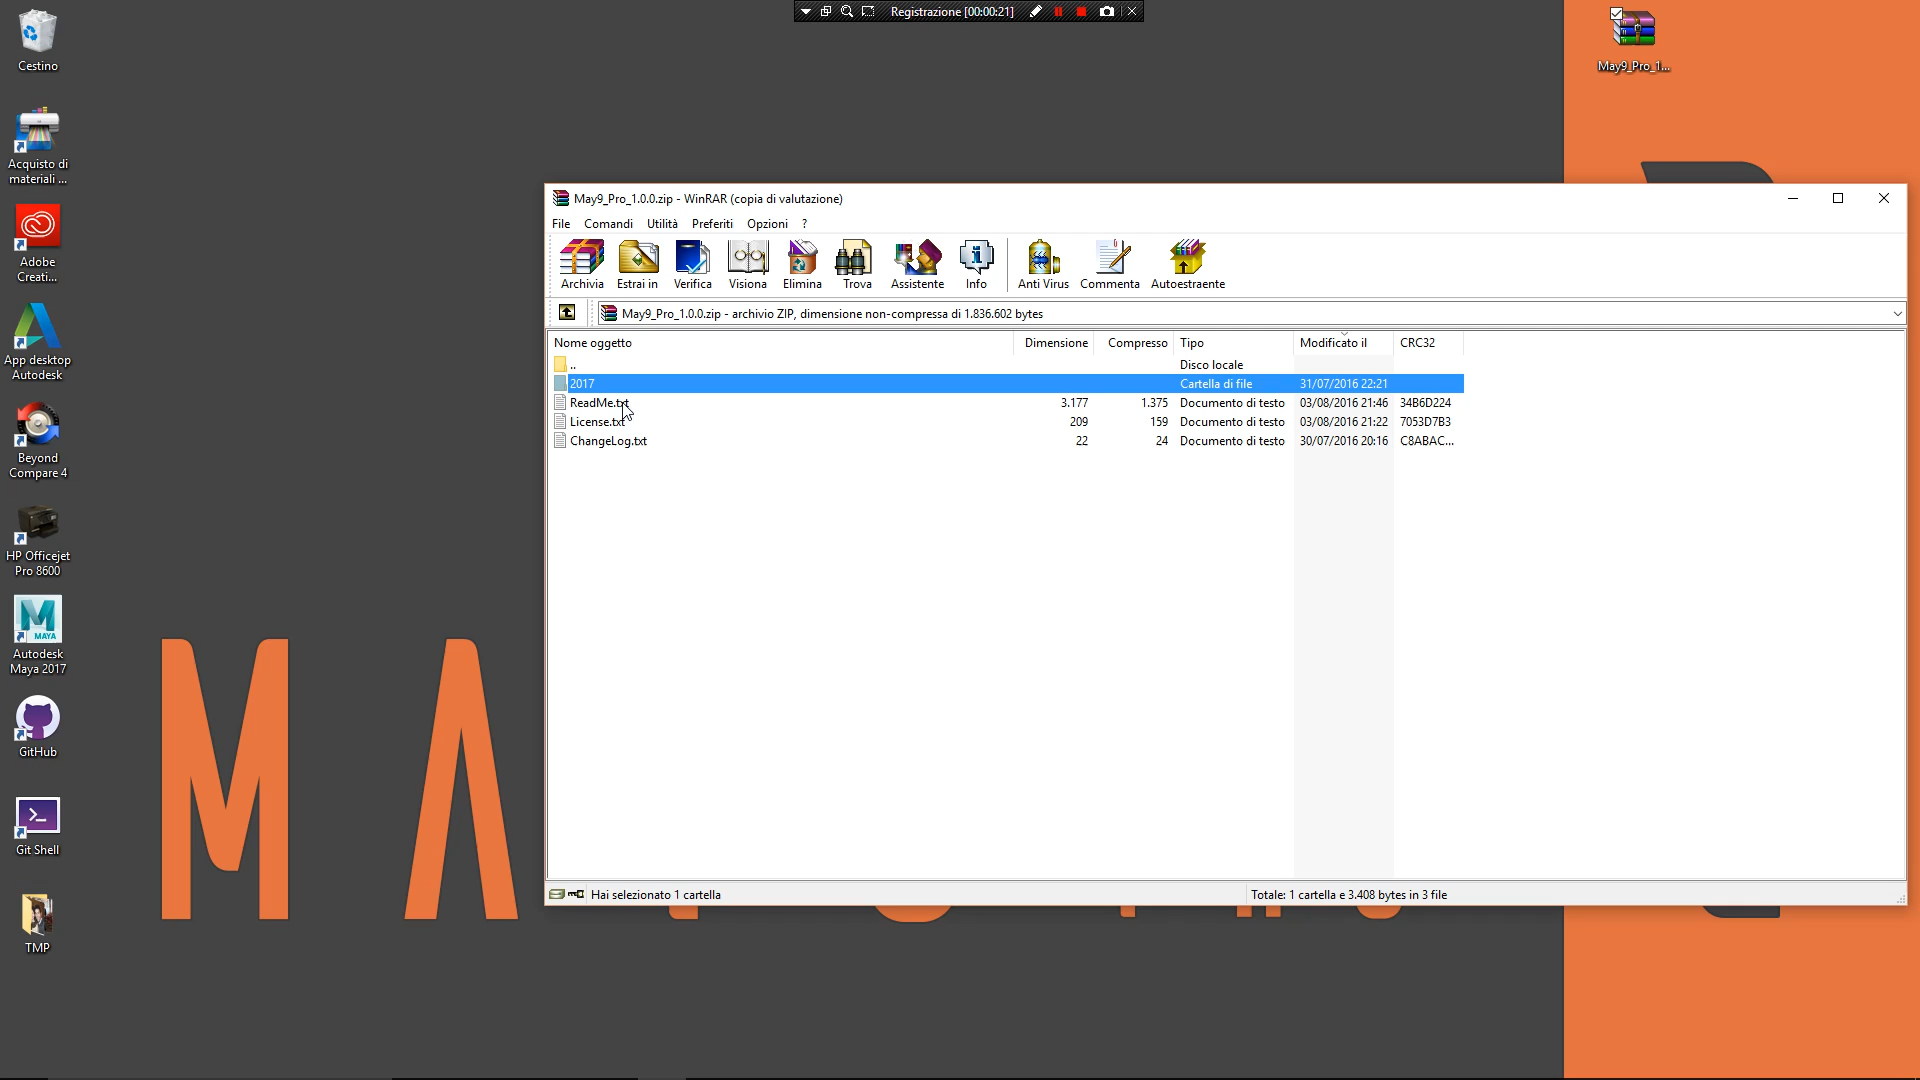 Registrazione [00:00:21]
Cestino
Acquisto di
materiali ...
Adobe
Creati...
App desktop
Autodesk
Beyond
Compare 4
HP Officejet
Pro 8600
MAYA
Autodesk
Maya 2017
GitHub
Git Shell
TMP
May9_Pro_1...
May9_Pro_1.0.0.zip - WinRAR (copia di valutazione)
File Comandi Utilità Preferiti Opzioni ?
Archivia Estrai in Verifica Visiona Elimina Trova Assistente Info Anti Virus Commenta Autoestraente
May9_Pro_1.0.0.zip - archivio ZIP, dimensione non-compressa di 1.836.602 bytes
Nome oggetto Dimensione Compresso Tipo Modificato il CRC32
.. Disco locale
2017 Cartella di file 31/07/2016 22:21
ReadMe.txt 3.177 1.375 Documento di testo 03/08/2016 21:46 34B6D224
License.txt 209 159 Documento di testo 03/08/2016 21:22 7053D7B3
ChangeLog.txt 22 24 Documento di testo 30/07/2016 20:16 C8ABAC...
Hai selezionato 1 cartella
Totale: 1 cartella e 3.408 bytes in 3 file